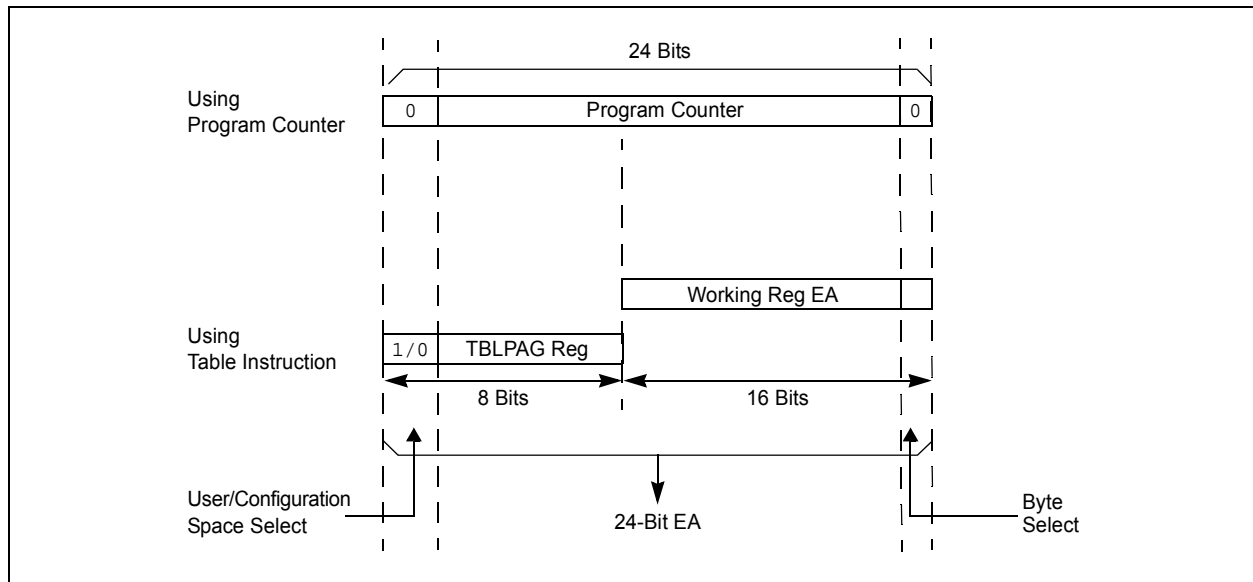 24 Bits
Using
Program Counter
0 Program Counter 0
Working Reg EA
Using
Table Instruction
1/0 TBLPAG Reg
8 Bits 16 Bits
User/Configuration
Space Select
24-Bit EA
Byte
Select